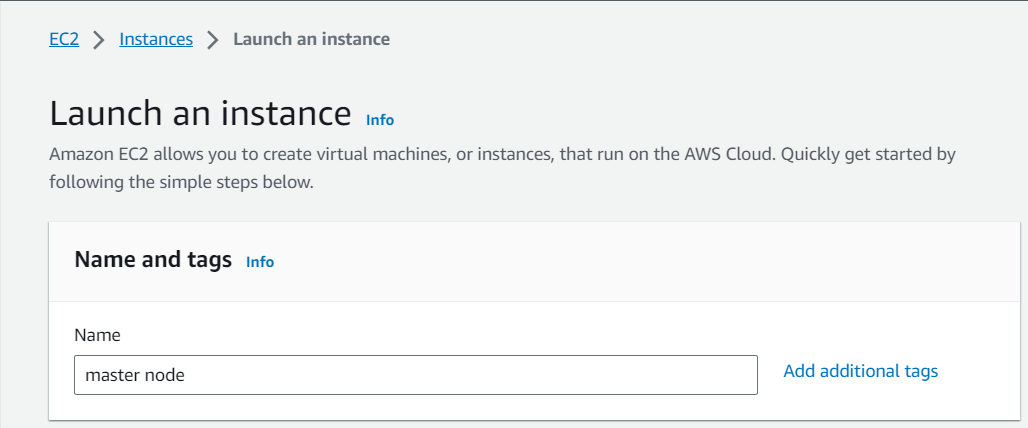 EC2 > Instances > Launch an instance
Launch an instance Info
Amazon EC2 allows you to create virtual machines, or instances, that run on the AWS Cloud. Quickly get started by
following the simple steps below.
Name and tags Info
Name
master node Add additional tags